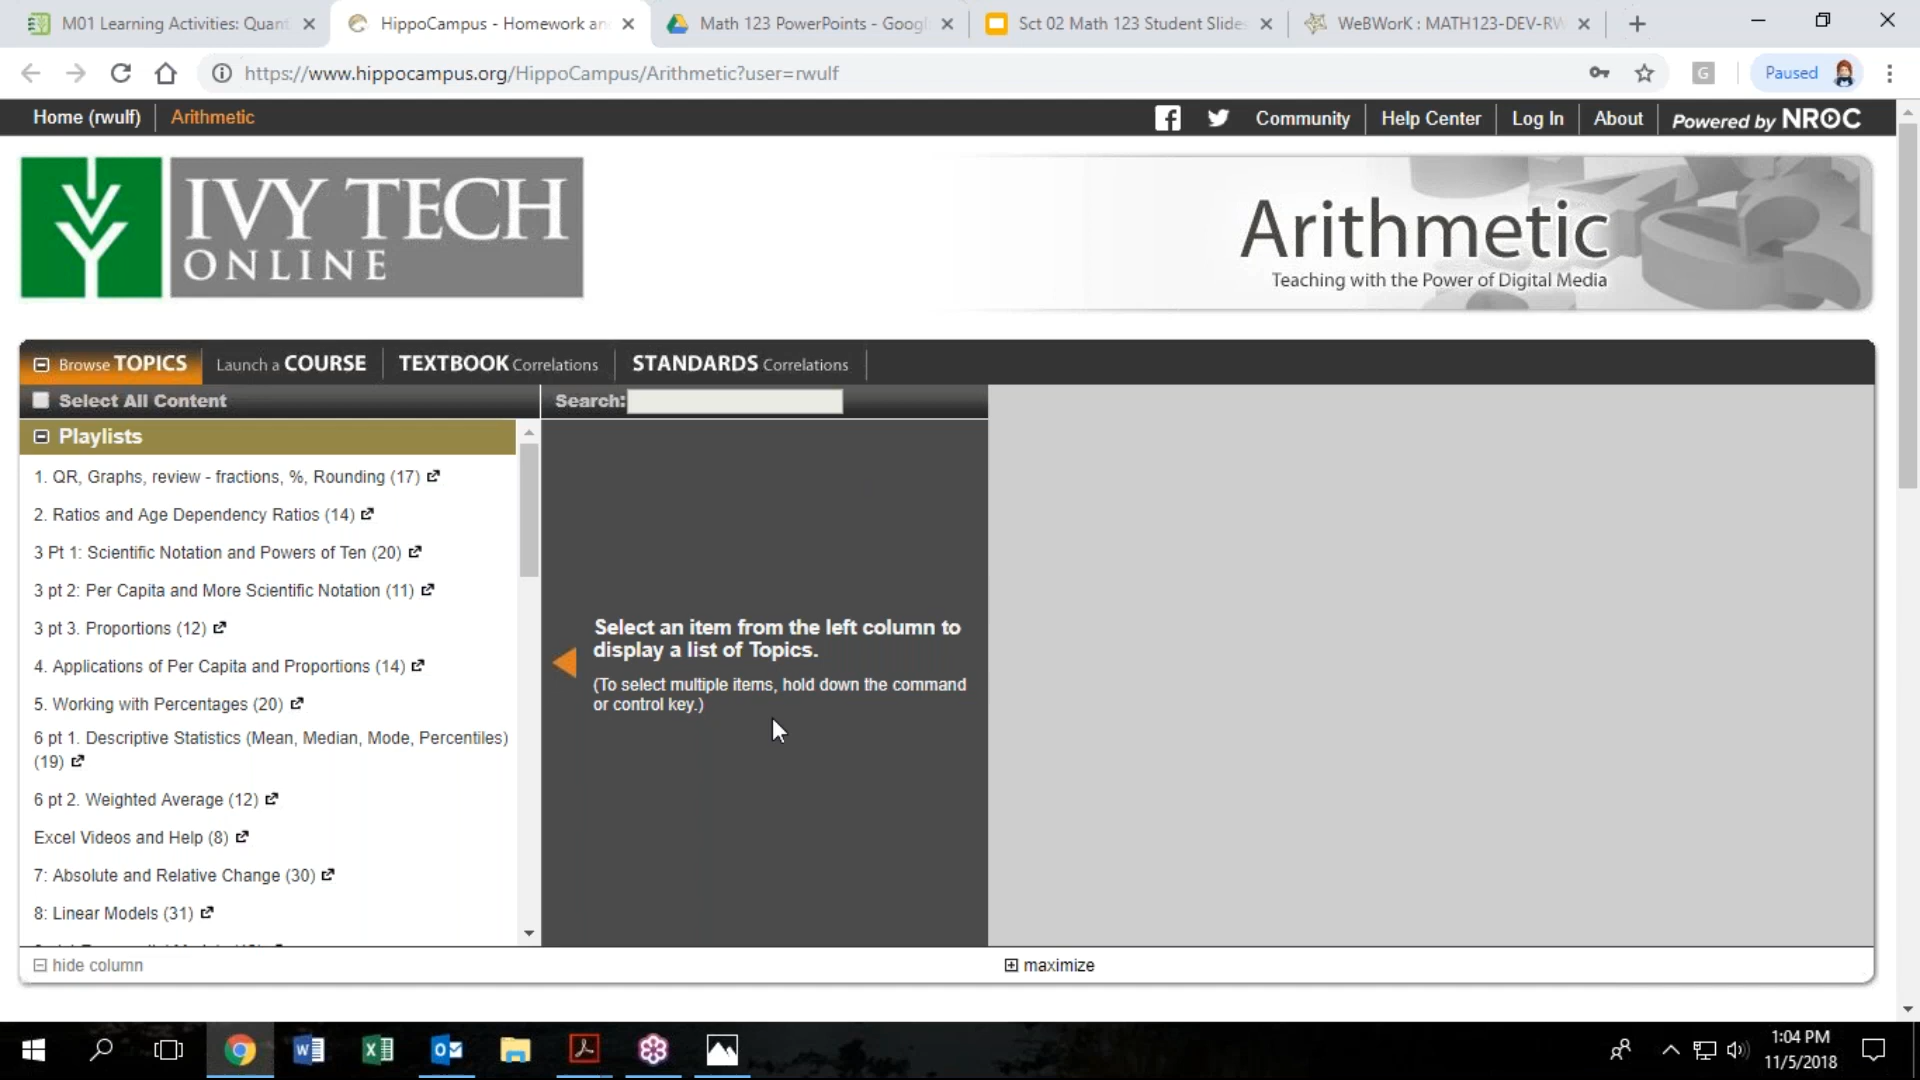 M01 Learning Activities: Quant
HippoCampus - Homework an
Math 123 PowerPoints - Googl
Sct 02 Math 123 Student Slides
WeBWorK : MATH123-DEV-RW
https://www.hippocampus.org/HippoCampus/Arithmetic?user=rwulf
G
Paused
Home (rwulf)
Arithmetic
Community
Help Center
Log In
About
Powered by NROC
IVY TECH
ONLINE
Arithmetic
Teaching with the Power of Digital Media
Browse TOPICS
Launch a COURSE
TEXTBOOK Correlations
STANDARDS Correlations
Select All Content
Search:
Playlists
1. QR, Graphs, review - fractions, %, Rounding (17)
2. Ratios and Age Dependency Ratios (14)
3 Pt 1: Scientific Notation and Powers of Ten (20)
3 pt 2: Per Capita and More Scientific Notation (11)
3 pt 3. Proportions (12)
4. Applications of Per Capita and Proportions (14)
5. Working with Percentages (20)
6 pt 1. Descriptive Statistics (Mean, Median, Mode, Percentiles)
(19)
6 pt 2. Weighted Average (12)
Excel Videos and Help (8)
7: Absolute and Relative Change (30)
8: Linear Models (31)
Select an item from the left column to
display a list of Topics.
(To select multiple items, hold down the command
or control key.)
hide column
maximize
1:04 PM
11/5/2018